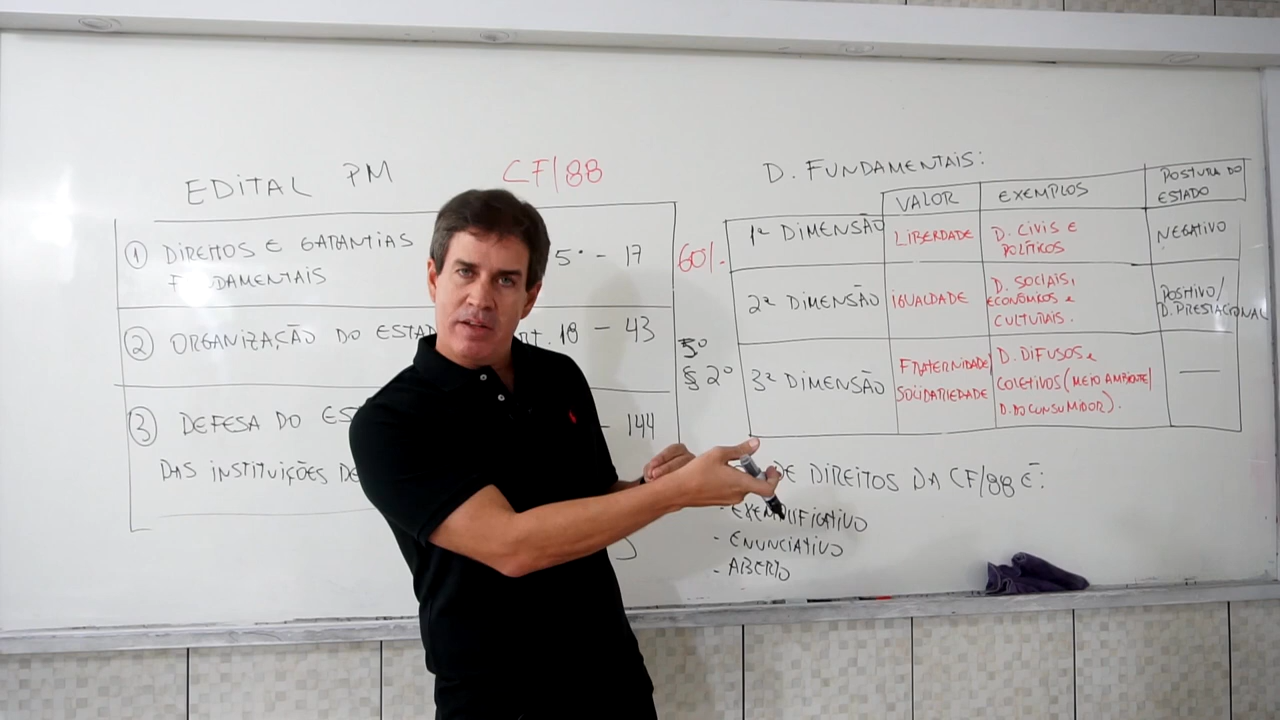 EDITAL PM CF/88
① DIREITOS E GARANTIAS 5° - 17 60%
FUNDAMENTAIS
② ORGANIZAÇÃO DO ESTAD RT. 18 - 43
③ DEFESA DO ES - 144
DAS INSTITUIÇÕES DE
5°
§ 2°
D. FUNDAMENTAIS:
VALOR EXEMPLOS POSTURA DO ESTADO
1ª DIMENSÃO LIBERDADE D. CIVIS E POLÍTICOS NEGATIVO
2ª DIMENSÃO IGUALDADE D. SOCIAIS, ECONÔMICOS E CULTURAIS. POSITIVO/ D. PRESTACIONAL
3ª DIMENSÃO FRATERNIDADE/ SOLIDARIEDADE D. DIFUSOS E COLETIVOS (MEIO AMBIENTE/ D. DO CONSUMIDOR). —
DE DIREITOS DA CF/88 É:
- EXEMPLIFICATIVO
- ENUNCIATIVO
- ABERTO